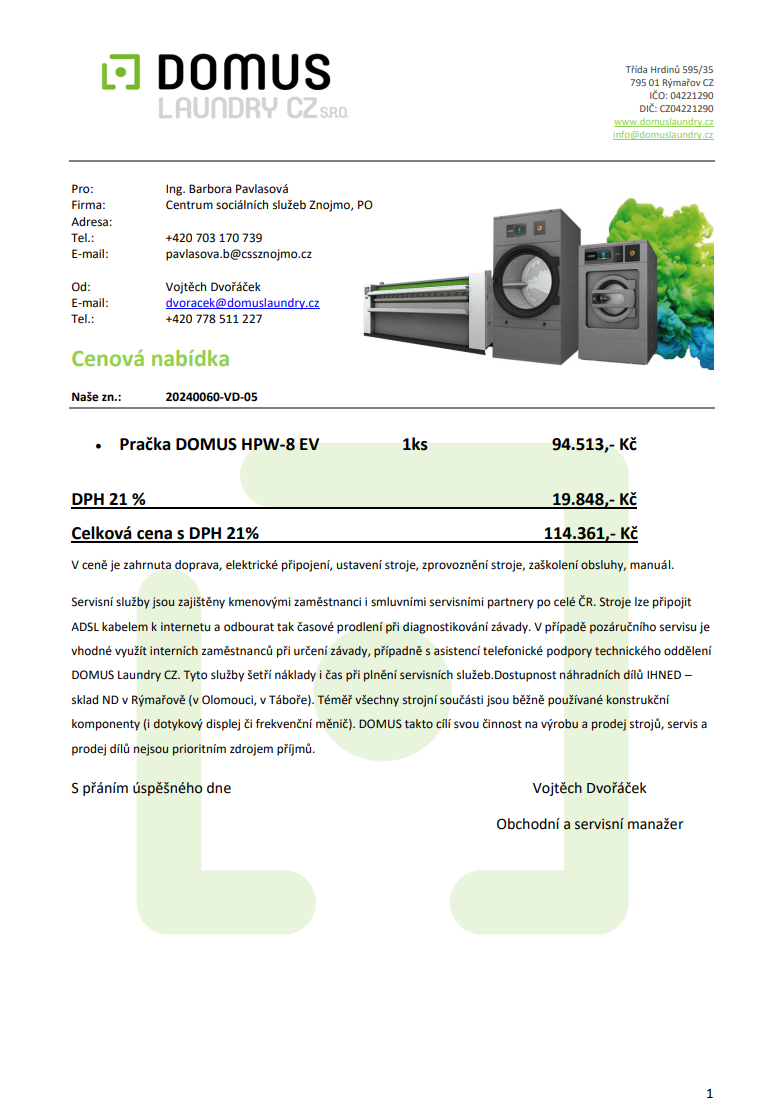 DOMUS
LAUNDRY CZ S.R.O.
Třída Hrdinů 595/35
795 01 Rýmařov CZ
IČO: 04221290
DIČ: CZ04221290
www.domuslaundry.cz
info@domuslaundry.cz
Pro: Ing. Barbora Pavlasová
Firma: Centrum sociálních služeb Znojmo, PO
Adresa:
Tel.: +420 703 170 739
E-mail: pavlasova.b@cssznojmo.cz
Od: Vojtěch Dvořáček
E-mail: dvoracek@domuslaundry.cz
Tel.: +420 778 511 227
Cenová nabídka
Naše zn.: 20240060-VD-05
• Pračka DOMUS HPW-8 EV 1ks 94.513,- Kč
DPH 21 % 19.848,- Kč
Celková cena s DPH 21% 114.361,- Kč
V ceně je zahrnuta doprava, elektrické připojení, ustavení stroje, zprovoznění stroje, zaškolení obsluhy, manuál.
Servisní služby jsou zajištěny kmenovými zaměstnanci i smluvními servisními partnery po celé ČR. Stroje lze připojit
ADSL kabelem k internetu a odbourat tak časové prodlení při diagnostikování závady. V případě pozáručního servisu je
vhodné využít interních zaměstnanců při určení závady, případně s asistencí telefonické podpory technického oddělení
DOMUS Laundry CZ. Tyto služby šetří náklady i čas při plnění servisních služeb.Dostupnost náhradních dílů IHNED –
sklad ND v Rýmařově (v Olomouci, v Táboře). Téměř všechny strojní součásti jsou běžně používané konstrukční
komponenty (i dotykový displej či frekvenční měnič). DOMUS takto cílí svou činnost na výrobu a prodej strojů, servis a
prodej dílů nejsou prioritním zdrojem příjmů.
S přáním úspěšného dne Vojtěch Dvořáček
Obchodní a servisní manažer
1